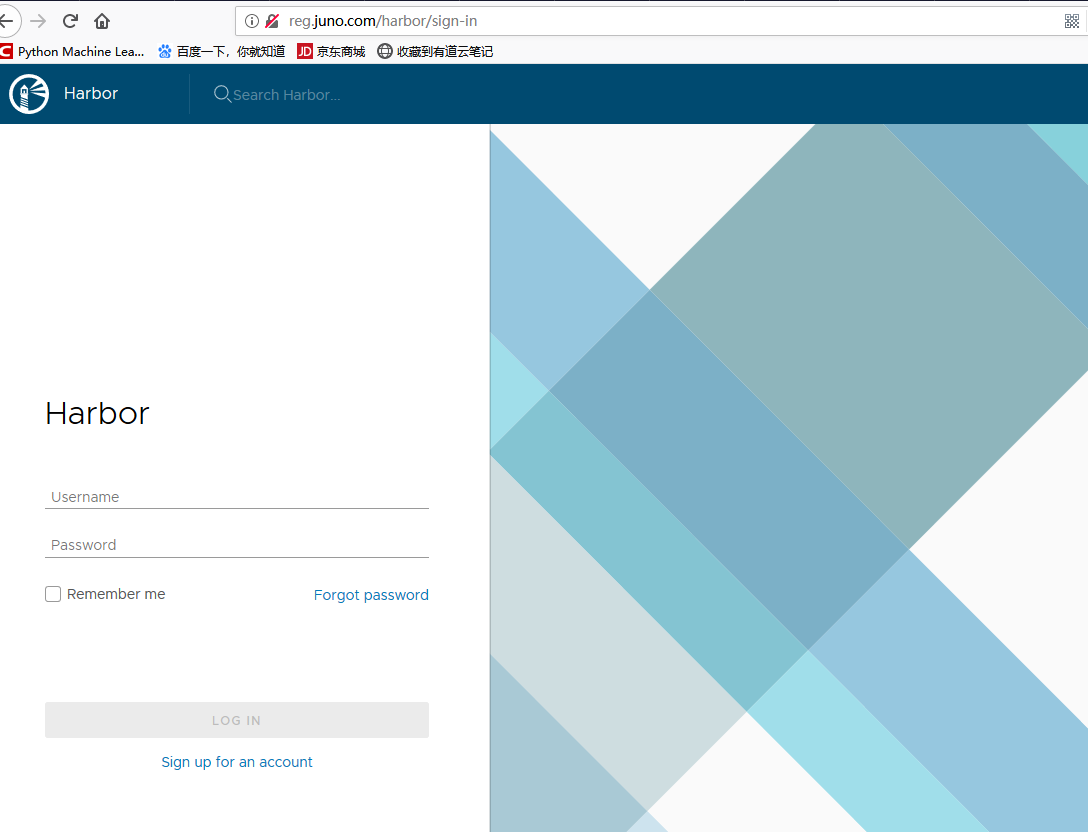 reg.juno.com/harbor/sign-in
Python Machine Lea... 百度一下，你就知道 JD 京东商城 收藏到有道云笔记
Harbor Search Harbor...
Harbor
Username
Password
Remember me Forgot password
LOG IN
Sign up for an account